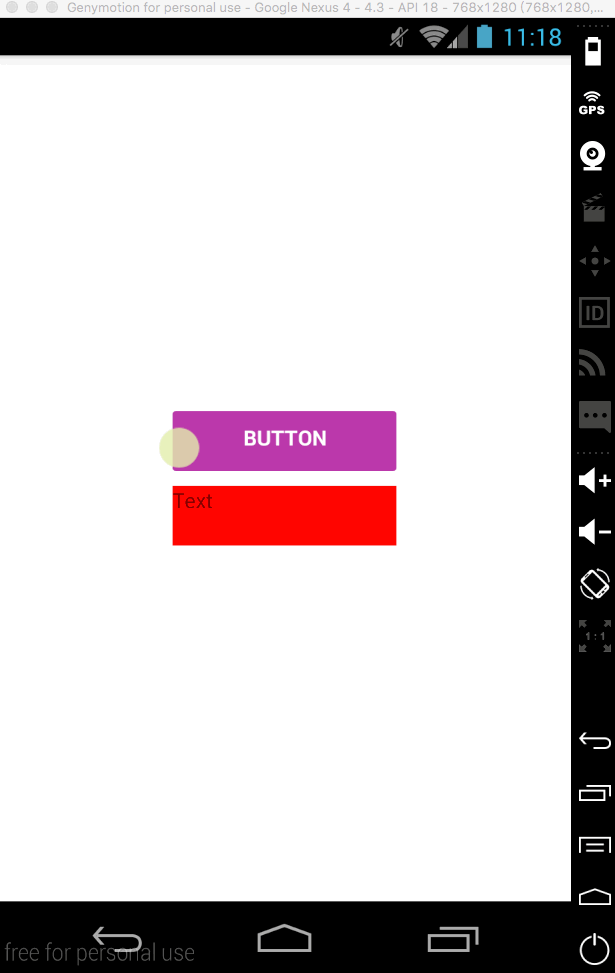 Genymotion for personal use - Google Nexus 4 - 4.3 - API 18 - 768x1280 (768x1280,...
11:18
GPS
ID
BUTTON
Text
1:1
free for personal use